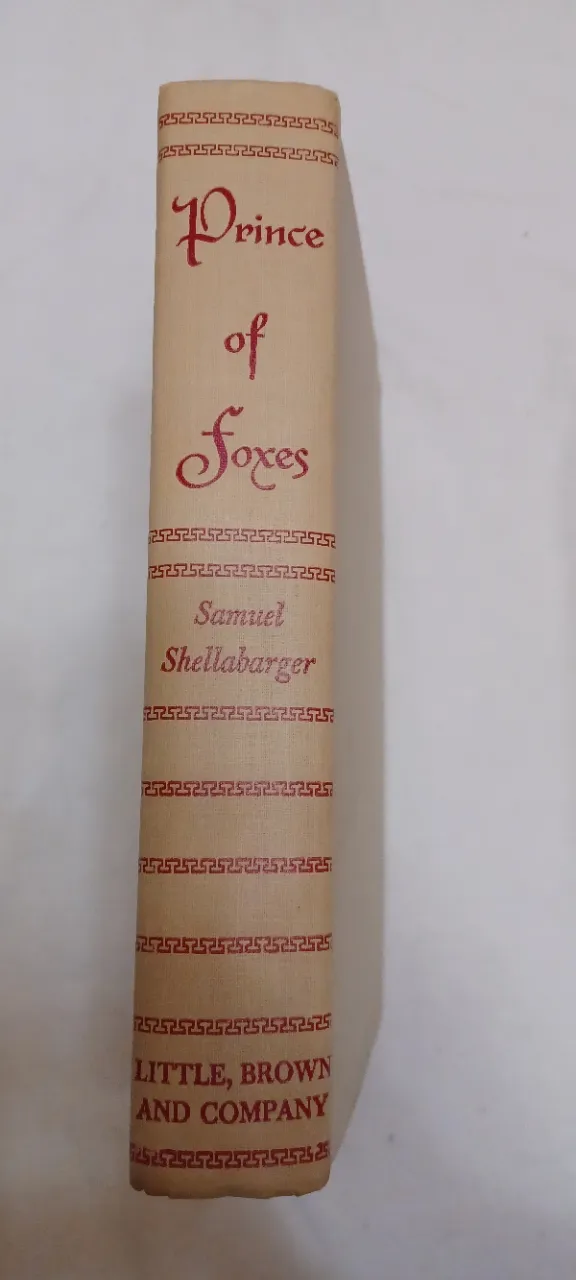 Prince
of
Foxes
Samuel
Shellabarger
LITTLE, BROWN
AND COMPANY